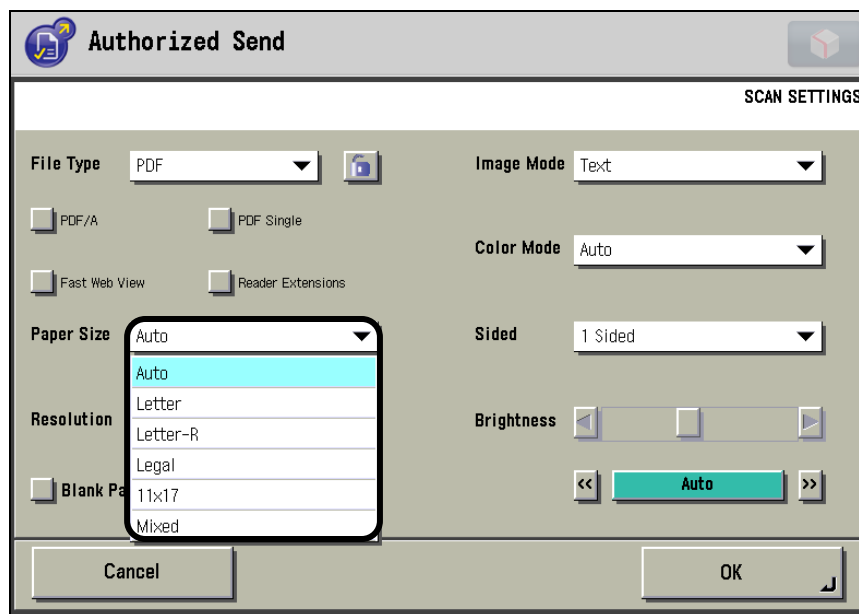 Authorized Send
SCAN SETTINGS
File Type
PDF
Image Mode
Text
PDF/A
PDF Single
Color Mode
Auto
Fast Web View
Reader Extensions
Paper Size
Auto
Sided
1 Sided
Auto
Letter
Letter-R
Legal
11x17
Mixed
Resolution
Brightness
Blank Pa
<<
Auto
>>
Cancel
OK